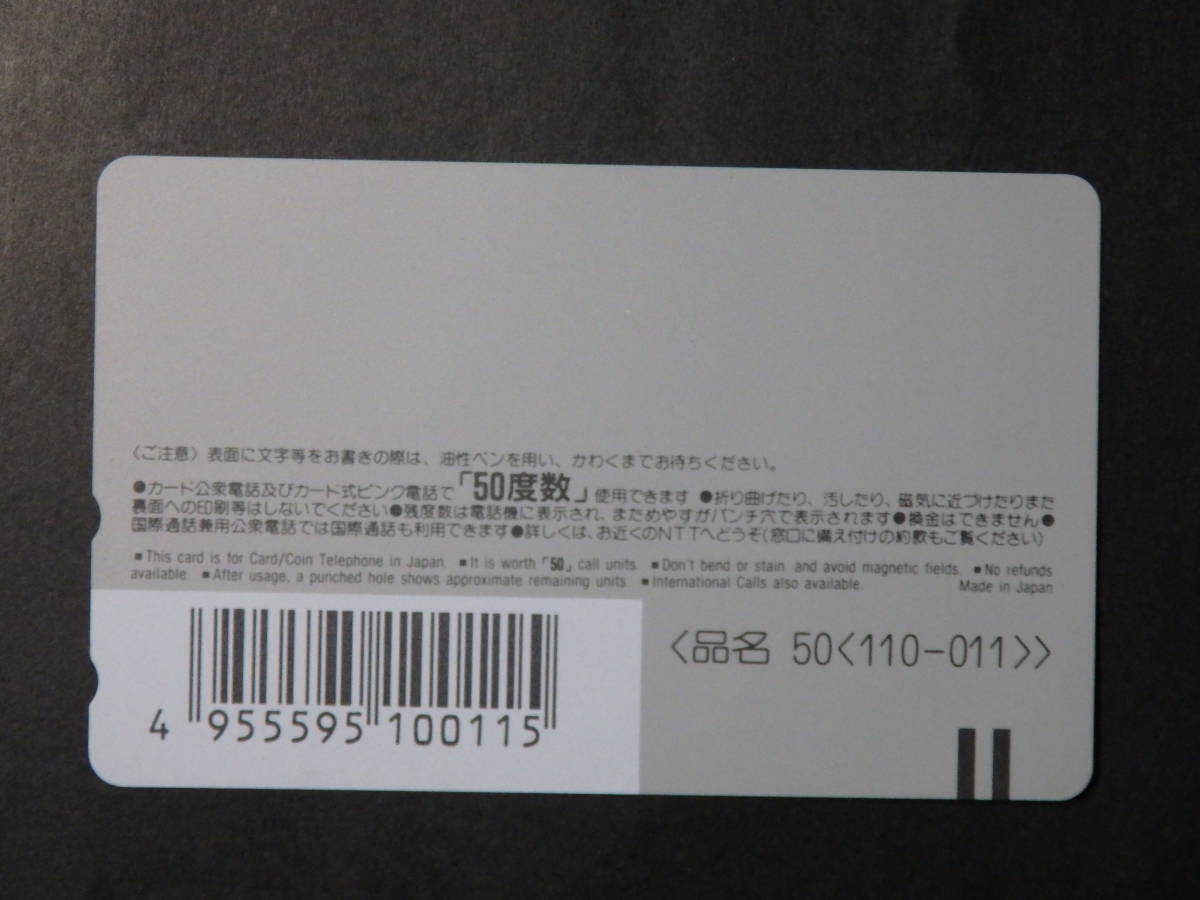 〈ご注意〉表面に文字等をお書きの際は、油性ペンを用い、かわくまでお待ちください。
●カード公衆電話及びカード式ピンク電話で「50度数」使用できます ●折り曲げたり、汚したり、磁気に近づけたりまた
裏面への印刷等はしないでください●残度数は電話機に表示され、まためやすがパンチ穴で表示されます●換金はできません●
国際通話兼用公衆電話では国際通話も利用できます●詳しくは、お近くのNTTへどうぞ(窓口に備え付けの約款もご覧ください)
■This card is for Card/Coin Telephone in Japan. ■It is worth「50」call units. ■Don't bend or stain and avoid magnetic fields. ■No refunds
available. ■After usage, a punched hole shows approximate remaining units. ■International Calls also available. Made in Japan
〈品名 50〈110-011〉〉
4 955595 100115